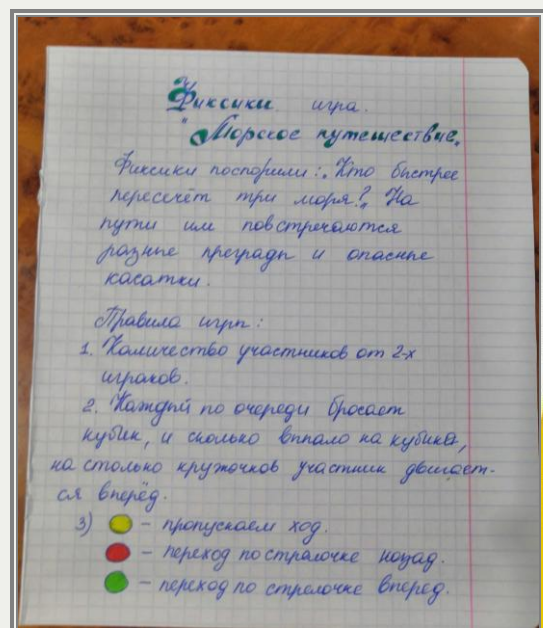 Фиксики игра.
"Морское путешествие"
Фиксики поспорили: "Кто быстрее
пересечёт три моря?" На
пути им повстречаются
разные преграды и опасные
касатки.
Правила игры:
1. Количество участников от 2-х
игроков.
2. Каждый по очереди бросает
кубик, и сколько выпало на кубике,
на столько кружочков участник двигает-
ся вперёд.
3) - пропускаем ход.
- переход по стрелочке назад.
- переход по стрелочке вперед.